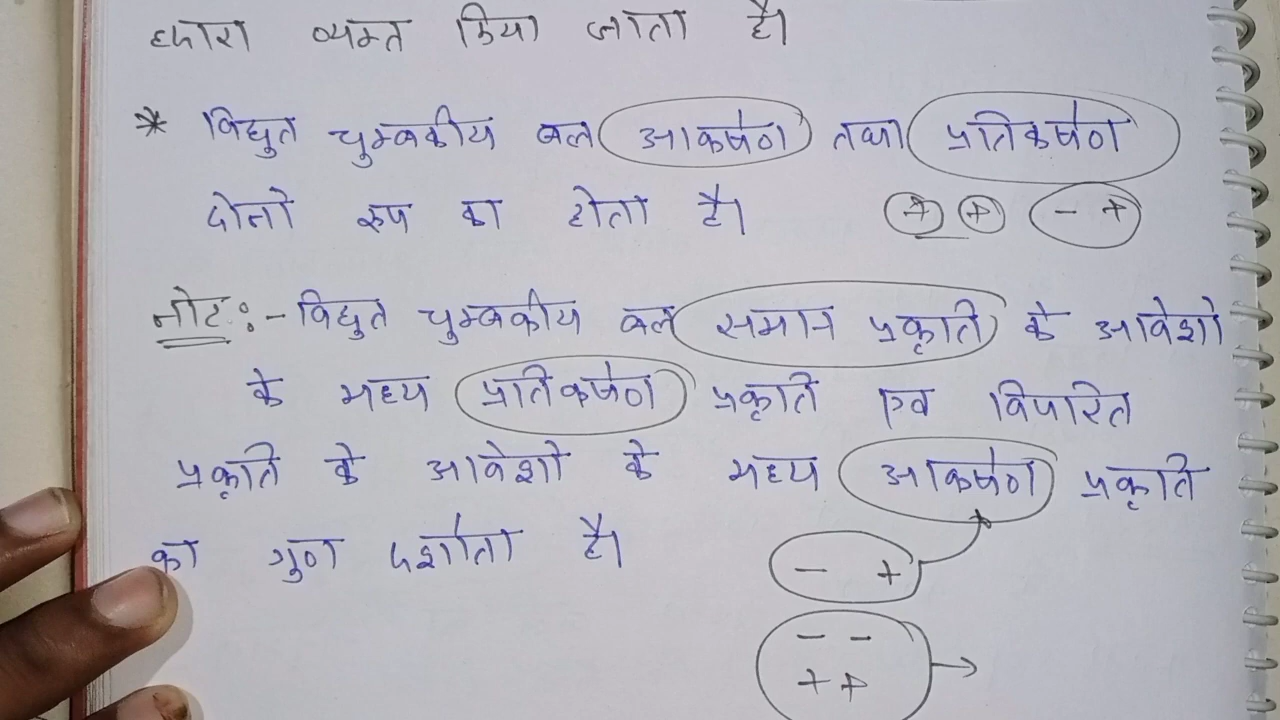 द्वारा व्यक्त किया जाता है।
* विद्युत चुम्बकीय बल आकर्षण तथा प्रतिकर्षण
दोनो रूप का होता है। + + - +
नोट:- विद्युत चुम्बकीय बल समान प्रकृति के आवेशो
के मध्य प्रतिकर्षण प्रकृति एव विपरित
प्रकृति के आवेशो के मध्य आकर्षण प्रकृति
का गुण दर्शाता है।
- +
- -
+ +